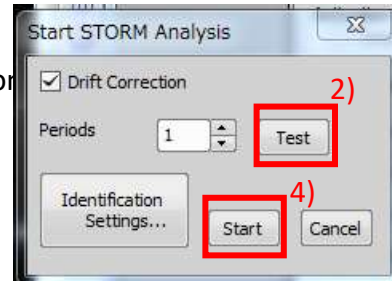 Start STORM Analysis
Drift Correction
2)
Periods 1 Test
Identification
Settings...
4)
Start Cancel